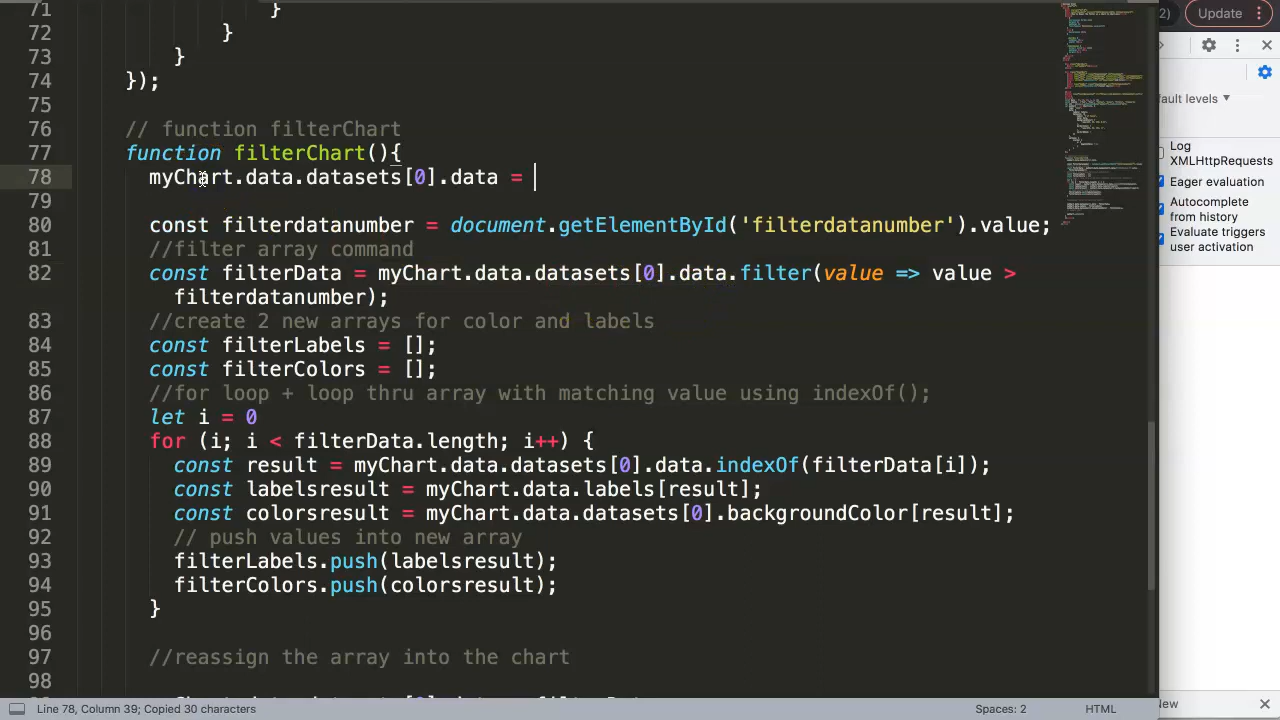 71 }
72 }
73 }
74 });
75
76 // function filterChart
77 function filterChart(){
78 myChart.data.datasets[0].data =
79
80 const filterdatanumber = document.getElementById('filterdatanumber').value;
81 //filter array command
82 const filterData = myChart.data.datasets[0].data.filter(value => value >
filterdatanumber);
83 //create 2 new arrays for color and labels
84 const filterLabels = [];
85 const filterColors = [];
86 //for loop + loop thru array with matching value using indexOf();
87 let i = 0
88 for (i; i < filterData.length; i++) {
89 const result = myChart.data.datasets[0].data.indexOf(filterData[i]);
90 const labelsresult = myChart.data.labels[result];
91 const colorsresult = myChart.data.datasets[0].backgroundColor[result];
92 // push values into new array
93 filterLabels.push(labelsresult);
94 filterColors.push(colorsresult);
95 }
96
97 //reassign the array into the chart
98
Line 78, Column 39; Copied 30 characters
Spaces: 2
HTML
2)
Update
fault levels
Log
XMLHttpRequests
Eager evaluation
Autocomplete
from history
Evaluate triggers
user activation
New